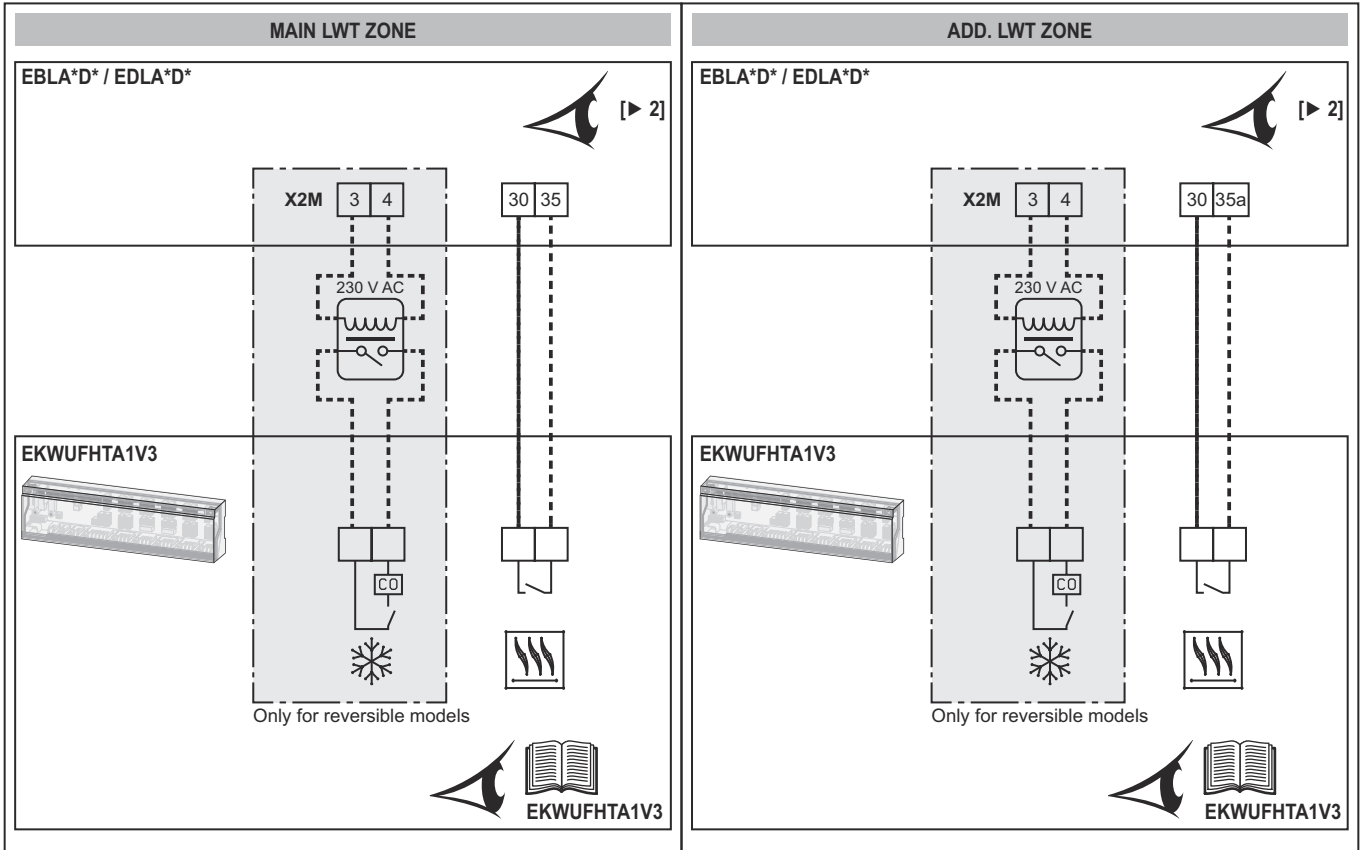 MAIN LWT ZONE
EBLA*D* / EDLA*D*
[▶ 2]
X2M 3 4 30 35
230 V AC
EKWUFHTA1V3
CO
Only for reversible models
EKWUFHTA1V3
ADD. LWT ZONE
EBLA*D* / EDLA*D*
[▶ 2]
X2M 3 4 30 35a
230 V AC
EKWUFHTA1V3
CO
Only for reversible models
EKWUFHTA1V3